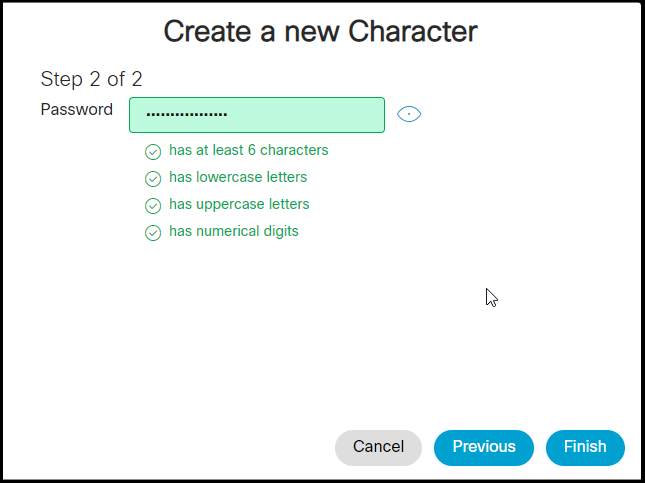 Create a new Character
Step 2 of 2
Password •••••••••••••••••
has at least 6 characters
has lowercase letters
has uppercase letters
has numerical digits
Cancel Previous Finish